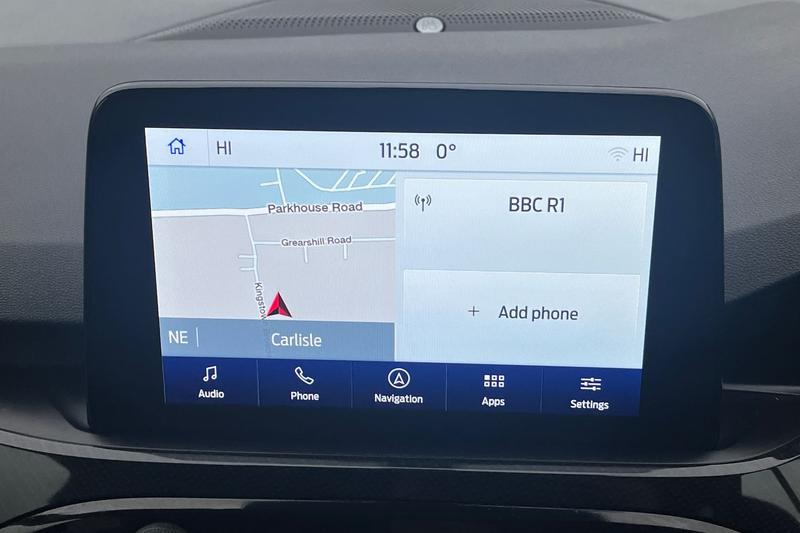 HI 11:58 0° HI
Parkhouse Road
Grearshill Road
NE Carlisle
BBC R1
+ Add phone
Audio Phone Navigation Apps Settings